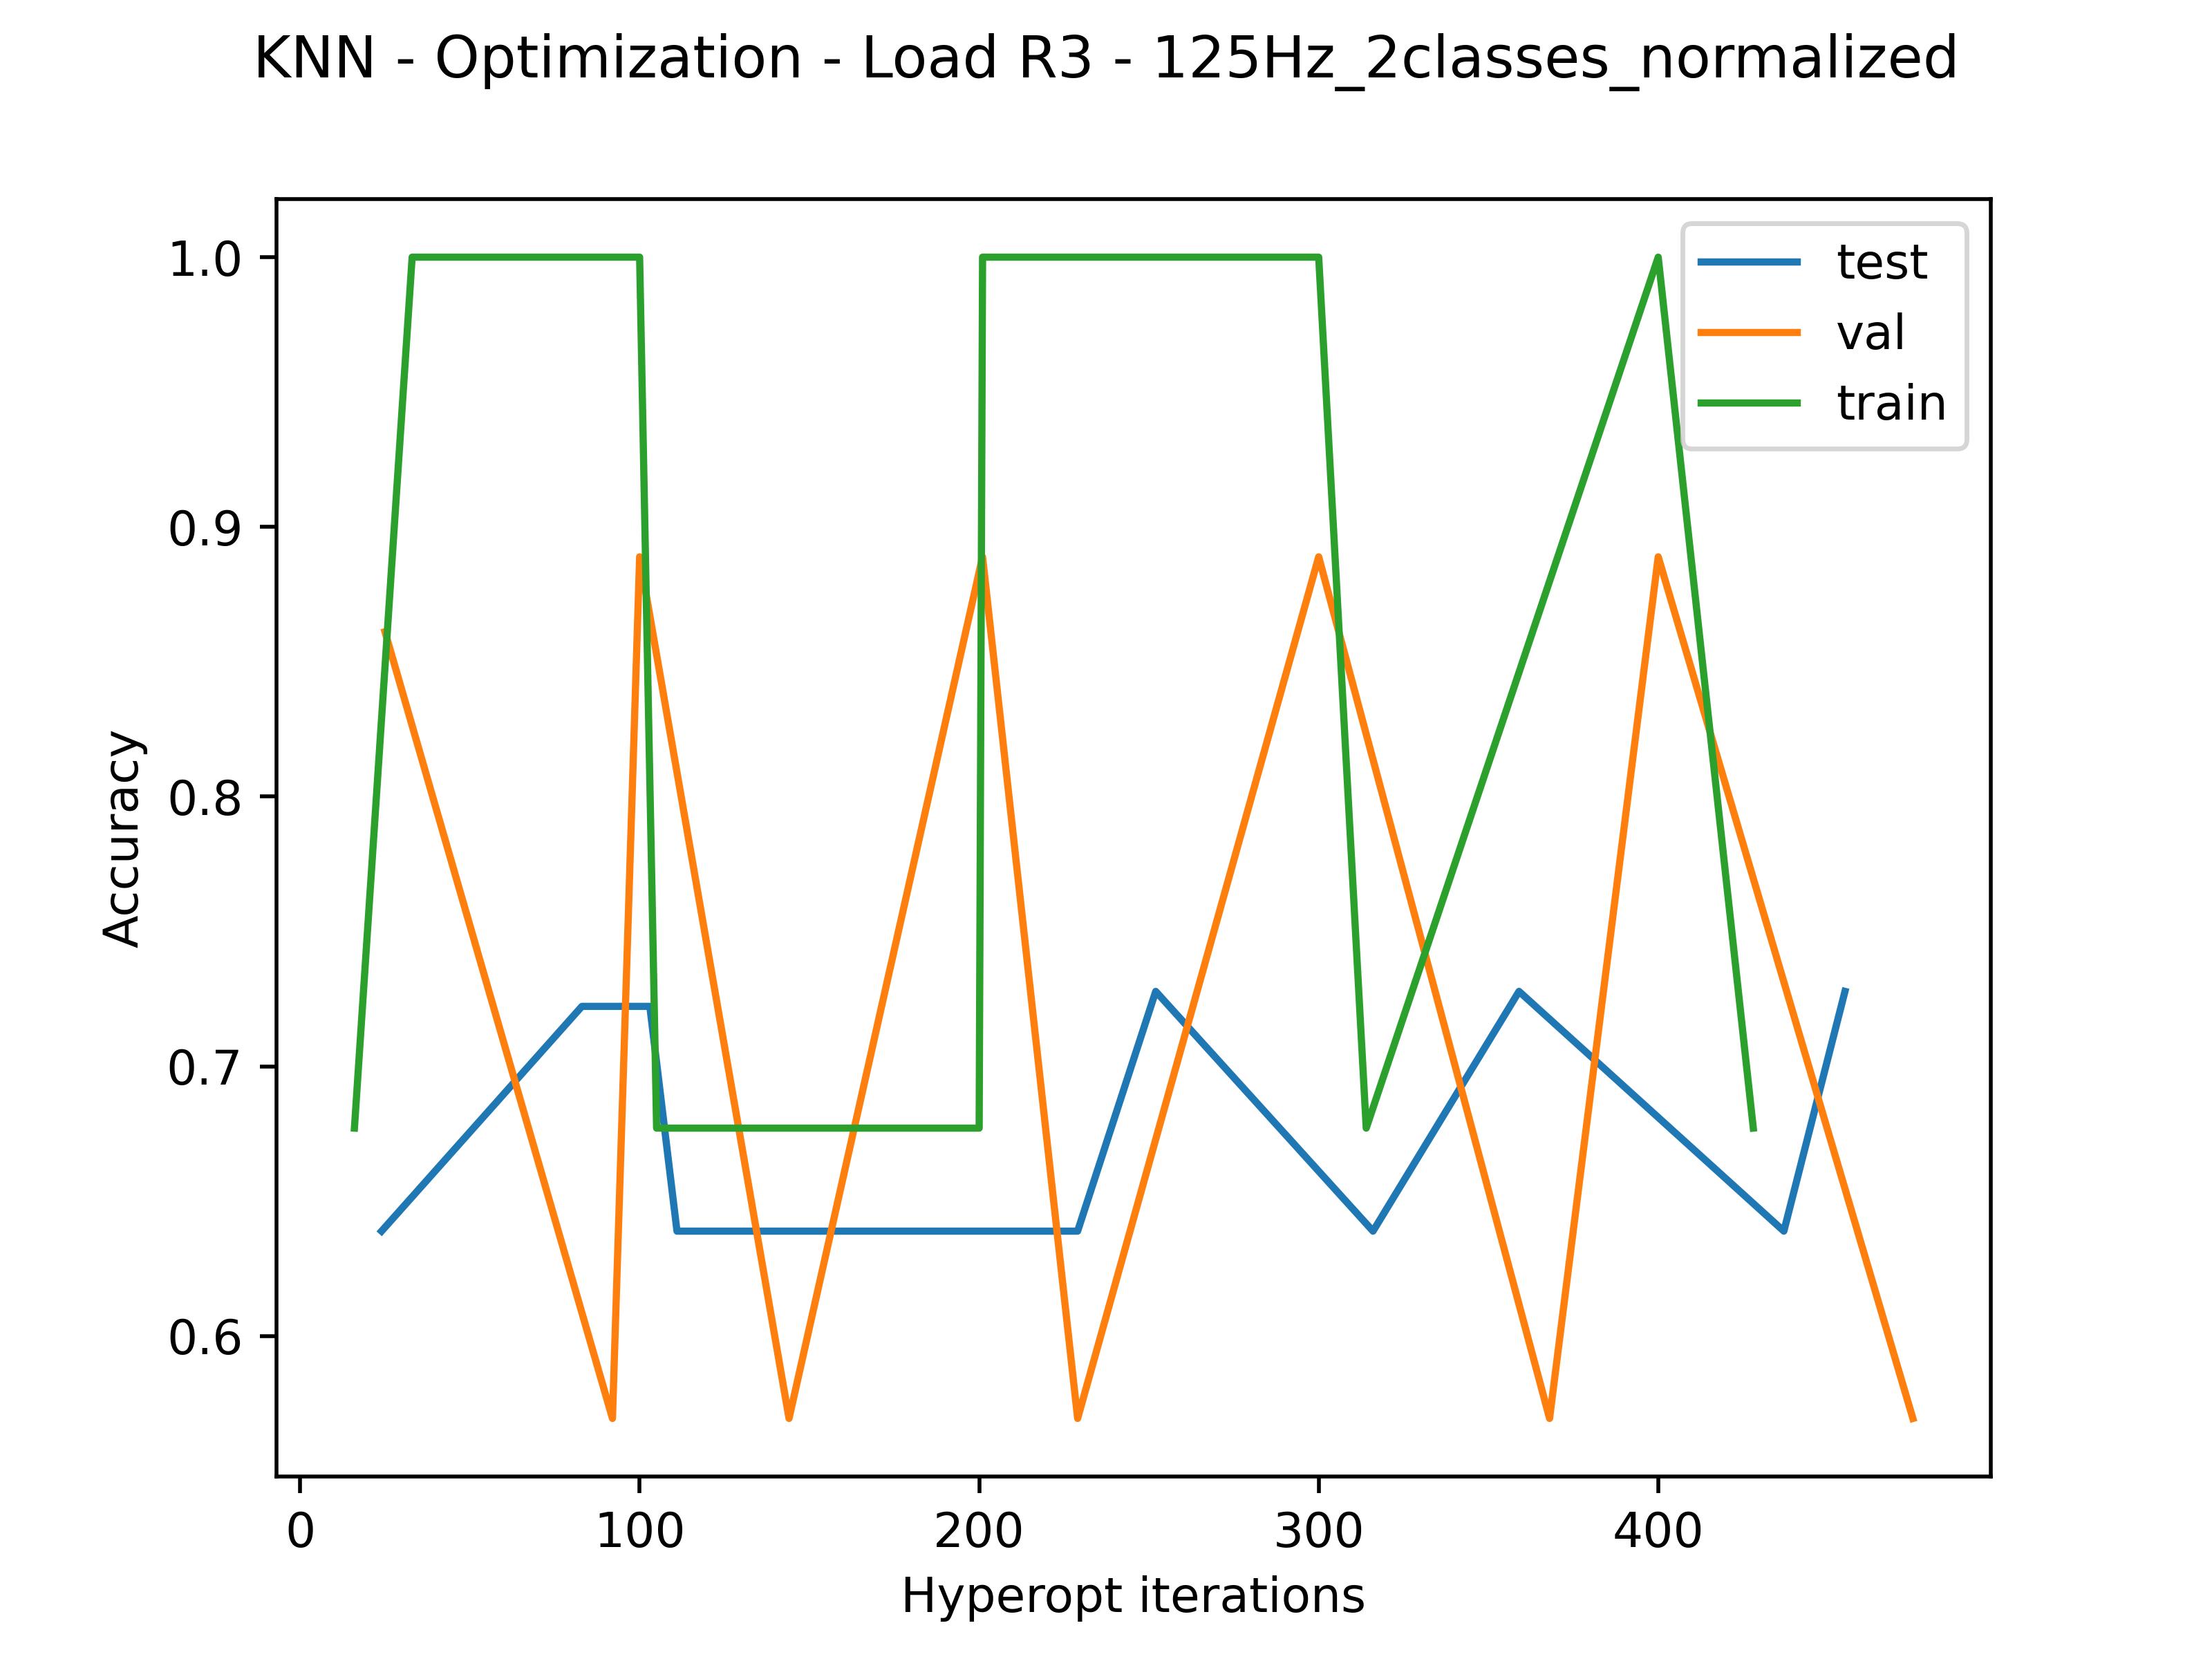 KNN - Optimization - Load R3 - 125Hz_2classes_normalized
test
val
train
1.0
0.9
0.8
0.7
0.6
Accuracy
0 100 200 300 400
Hyperopt iterations